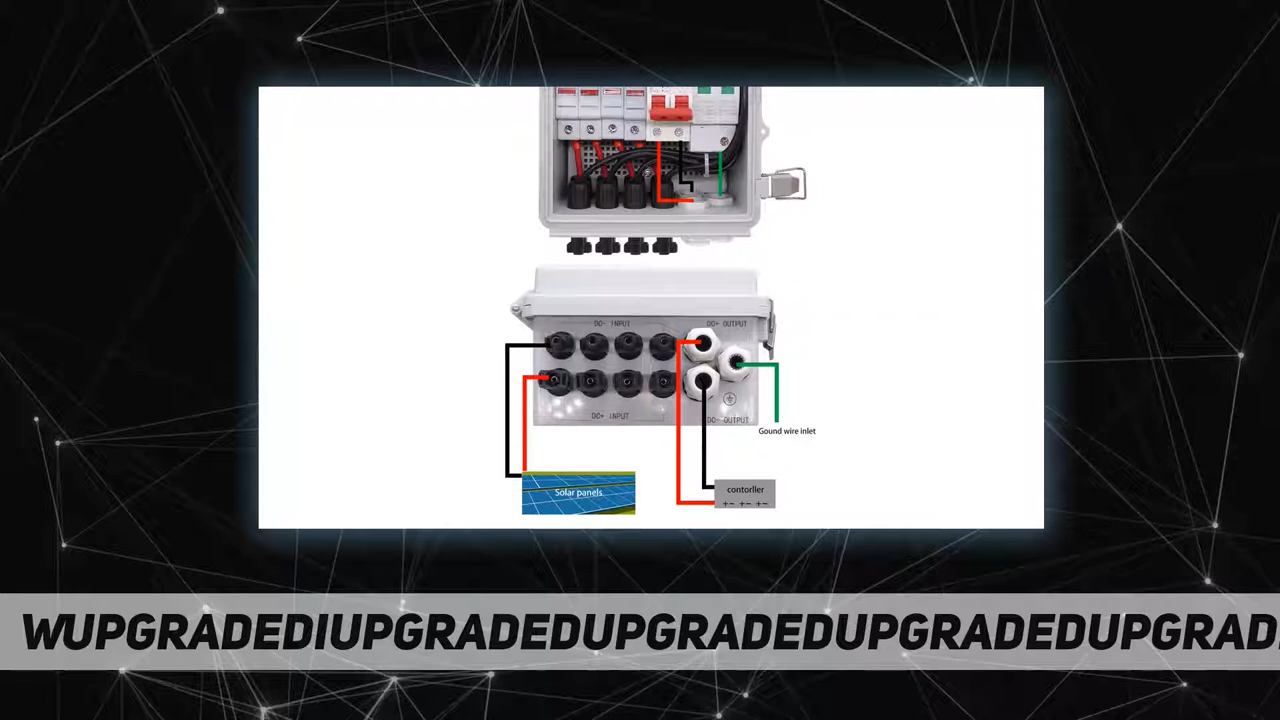 DC- INPUT
DC+ OUTPUT
DC+ INPUT
DC- OUTPUT
Gound wire inlet
Solar panels
contorller
+− +− +−
WUPGRADEDIUPGRADEDUPGRADEDUPGRADEDUPGRAD